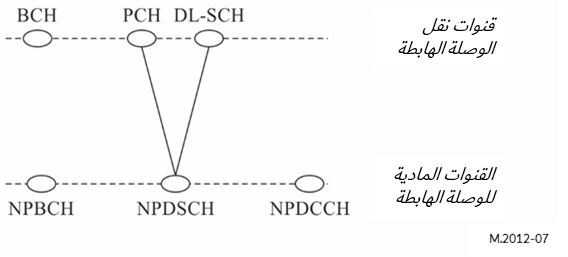 BCH PCH DL-SCH
قنوات نقل
الوصلة الهابطة
القنوات المادية
للوصلة الهابطة
NPBCH NPDSCH NPDCCH
M.2012-07